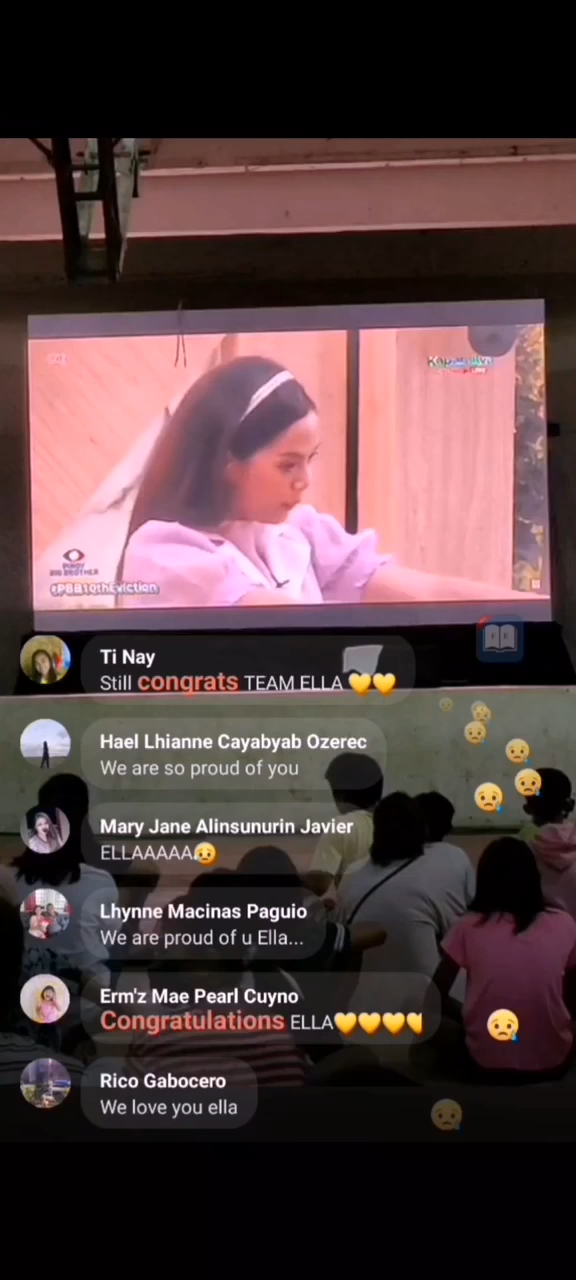 Kapamilya
PINOY
BIG BROTHER
#PBB10thEviction
Ti Nay
Still congrats TEAM ELLA 💛💛
Hael Lhianne Cayabyab Ozerec
We are so proud of you
Mary Jane Alinsunurin Javier
ELLAAAAA😥
Lhynne Macinas Paguio
We are proud of u Ella...
Erm'z Mae Pearl Cuyno
Congratulations ELLA💛💛💛💛
Rico Gabocero
We love you ella